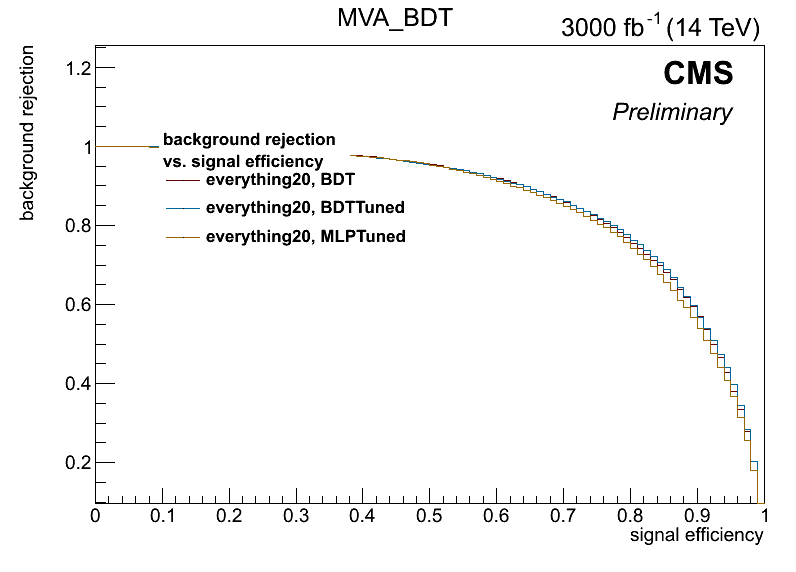 MVA_BDT
3000 fb⁻¹ (14 TeV)
CMS
Preliminary
background rejection
1.2
1
0.8
0.6
0.4
0.2
background rejection
vs. signal efficiency
everything20, BDT
everything20, BDTTuned
everything20, MLPTuned
0 0.1 0.2 0.3 0.4 0.5 0.6 0.7 0.8 0.9 1
signal efficiency